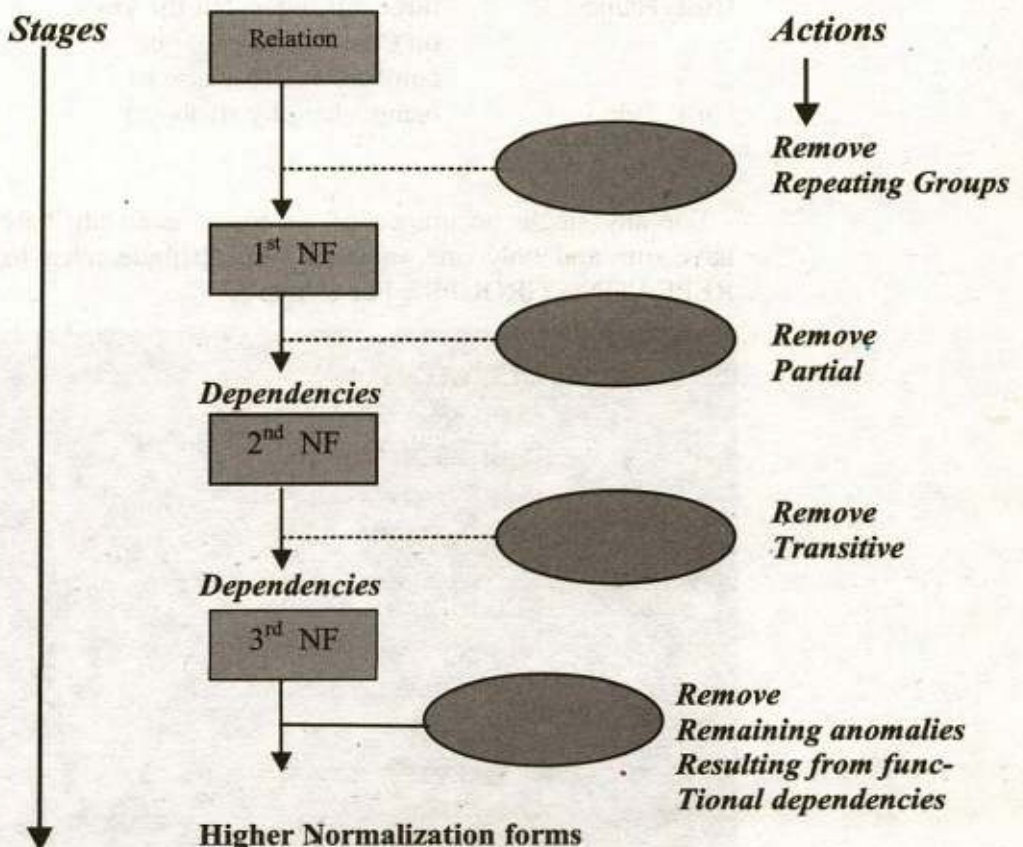 Stages
Relation
Actions
Remove
Repeating Groups
1st NF
Remove
Partial
Dependencies
2nd NF
Remove
Transitive
Dependencies
3rd NF
Remove
Remaining anomalies
Resulting from func-
Tional dependencies
Higher Normalization forms